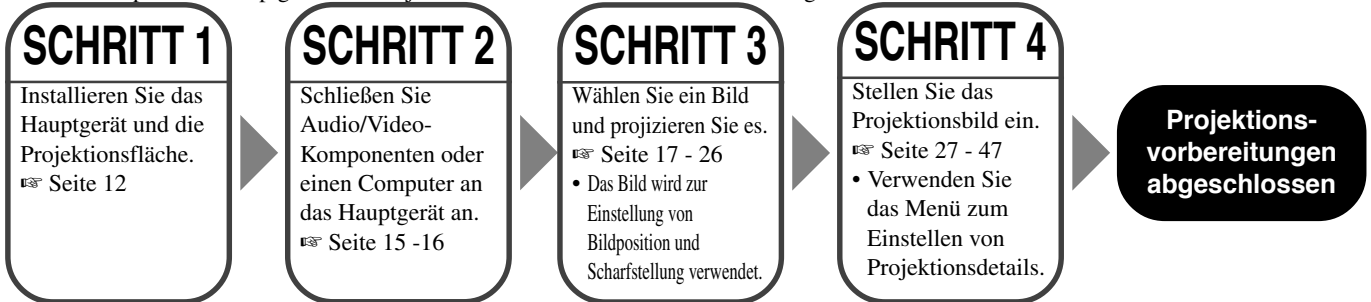 SCHRITT 1
Installieren Sie das
Hauptgerät und die
Projektionsfläche.
☞ Seite 12
SCHRITT 2
Schließen Sie
Audio/Video-
Komponenten oder
einen Computer an
das Hauptgerät an.
☞ Seite 15 -16
SCHRITT 3
Wählen Sie ein Bild
und projizieren Sie es.
☞ Seite 17 - 26
• Das Bild wird zur
Einstellung von
Bildposition und
Scharfstellung verwendet.
SCHRITT 4
Stellen Sie das
Projektionsbild ein.
☞ Seite 27 - 47
• Verwenden Sie
das Menü zum
Einstellen von
Projektionsdetails.
Projektions-
vorbereitungen
abgeschlossen